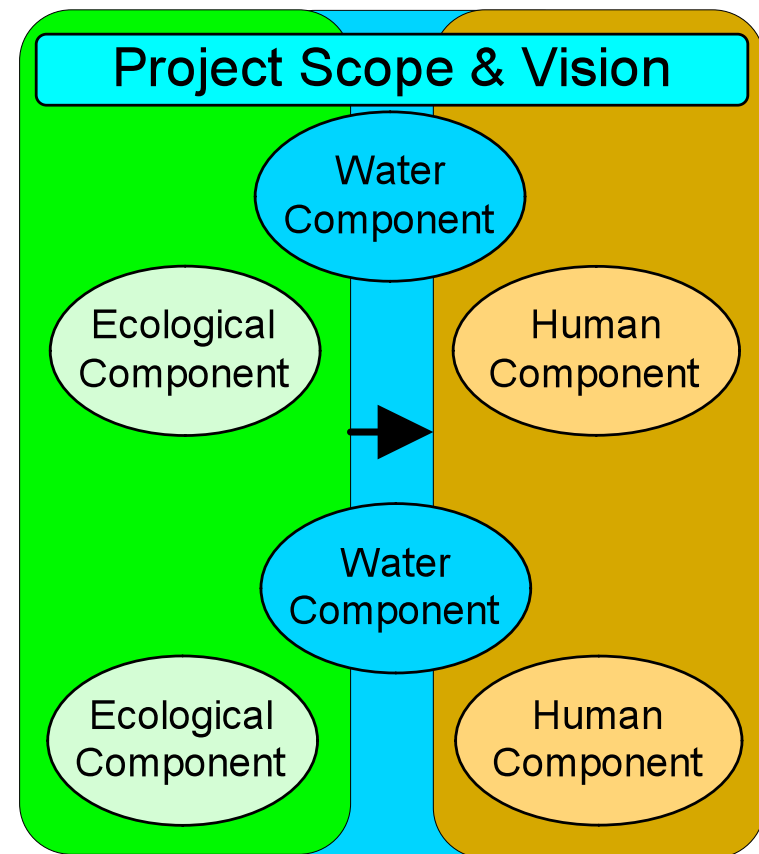 Project Scope & Vision
Water
Component
Ecological
Component
Human
Component
Water
Component
Ecological
Component
Human
Component